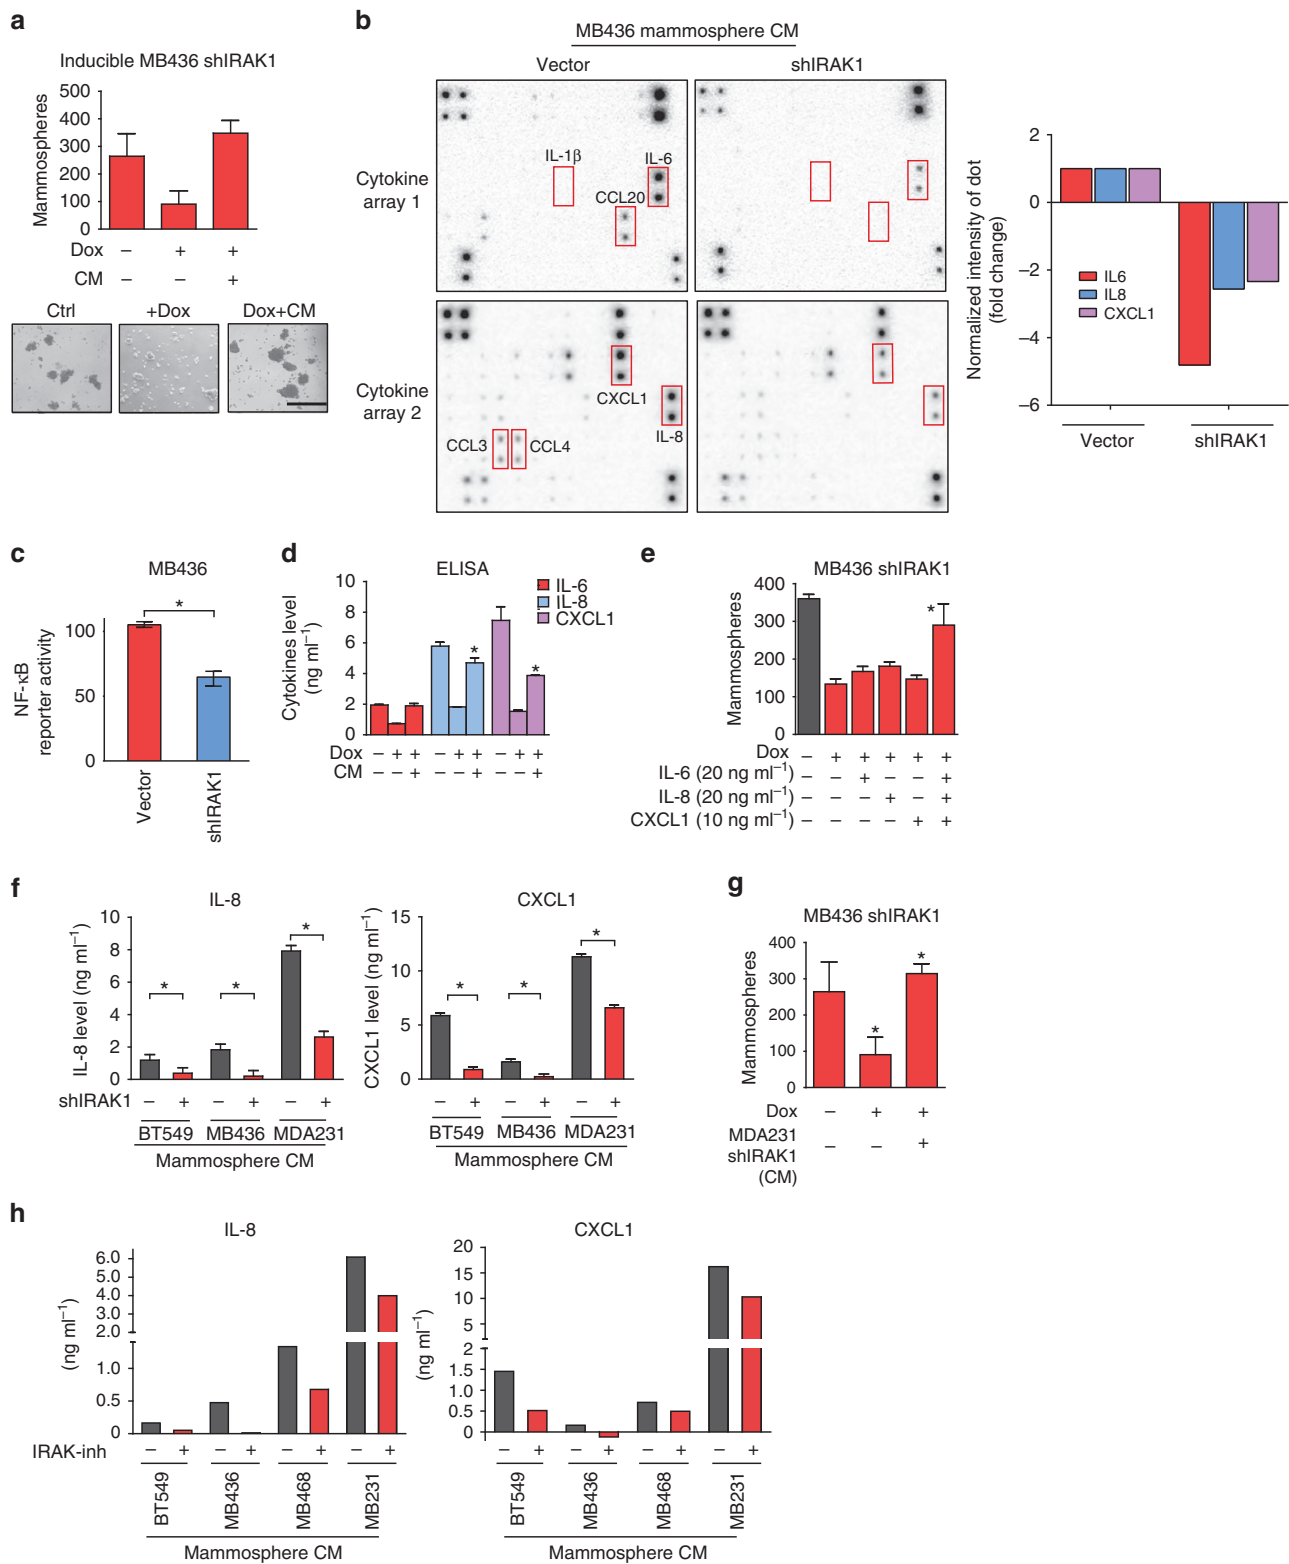 a
Inducible MB436 shIRAK1
Mammospheres
500
400
300
200
100
0
Dox − + +
CM − − +
Ctrl +Dox Dox+CM
b
MB436 mammosphere CM
Vector shIRAK1
Cytokine
array 1
IL-1β IL-6
CCL20
Cytokine
array 2
CXCL1
IL-8
CCL3 CCL4
Normalized intensity of dot
(fold change)
2
0
−2
−4
−6
IL6
IL8
CXCL1
Vector shIRAK1
c
MB436
*
NF-κB
reporter activity
100
50
0
Vector shIRAK1
d
ELISA
IL-6
IL-8
CXCL1
Cytokines level
(ng ml−1)
10
8
6
4
2
0
* *
Dox − + + − + + − + +
CM − − + − − + − − +
e
MB436 shIRAK1
Mammospheres
400
300
200
100
0
*
Dox − + + + + +
IL-6 (20 ng ml−1) − − + − − +
IL-8 (20 ng ml−1) − − − + − +
CXCL1 (10 ng ml−1) − − − − + +
f
IL-8
IL-8 level (ng ml−1)
10
8
6
4
2
0
* * *
shIRAK1 − + − + − +
BT549 MB436 MDA231
Mammosphere CM
CXCL1
CXCL1 level (ng ml−1)
15
10
5
0
* * *
− + − + − +
BT549 MB436 MDA231
Mammosphere CM
g
MB436 shIRAK1
Mammospheres
400
300
200
100
0
* *
Dox − + +
MDA231
shIRAK1
(CM)
− − +
h
IL-8
(ng ml−1)
6.0
5.0
4.0
3.0
2.0
1.0
0.5
0
IRAK-inh − + − + − + − +
BT549 MB436 MB468 MB231
Mammosphere CM
CXCL1
(ng ml−1)
20
15
10
5
2
1.5
1.0
0.5
0
− + − + − + − +
BT549 MB436 MB468 MB231
Mammosphere CM